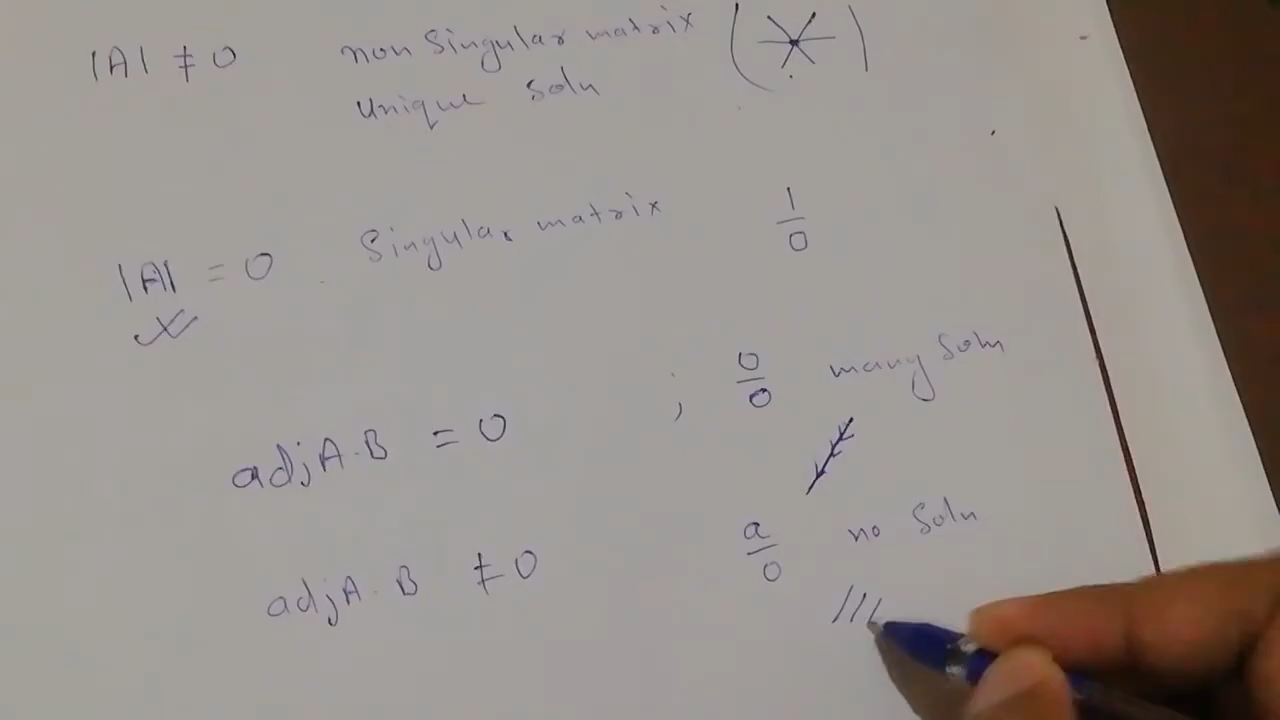 |A| ≠ 0 non singular matrix
unique soln
|A| = 0 Singular matrix 1/0
adjA.B = 0 ; 0/0 many soln
adjA.B ≠ 0 a/0 no soln